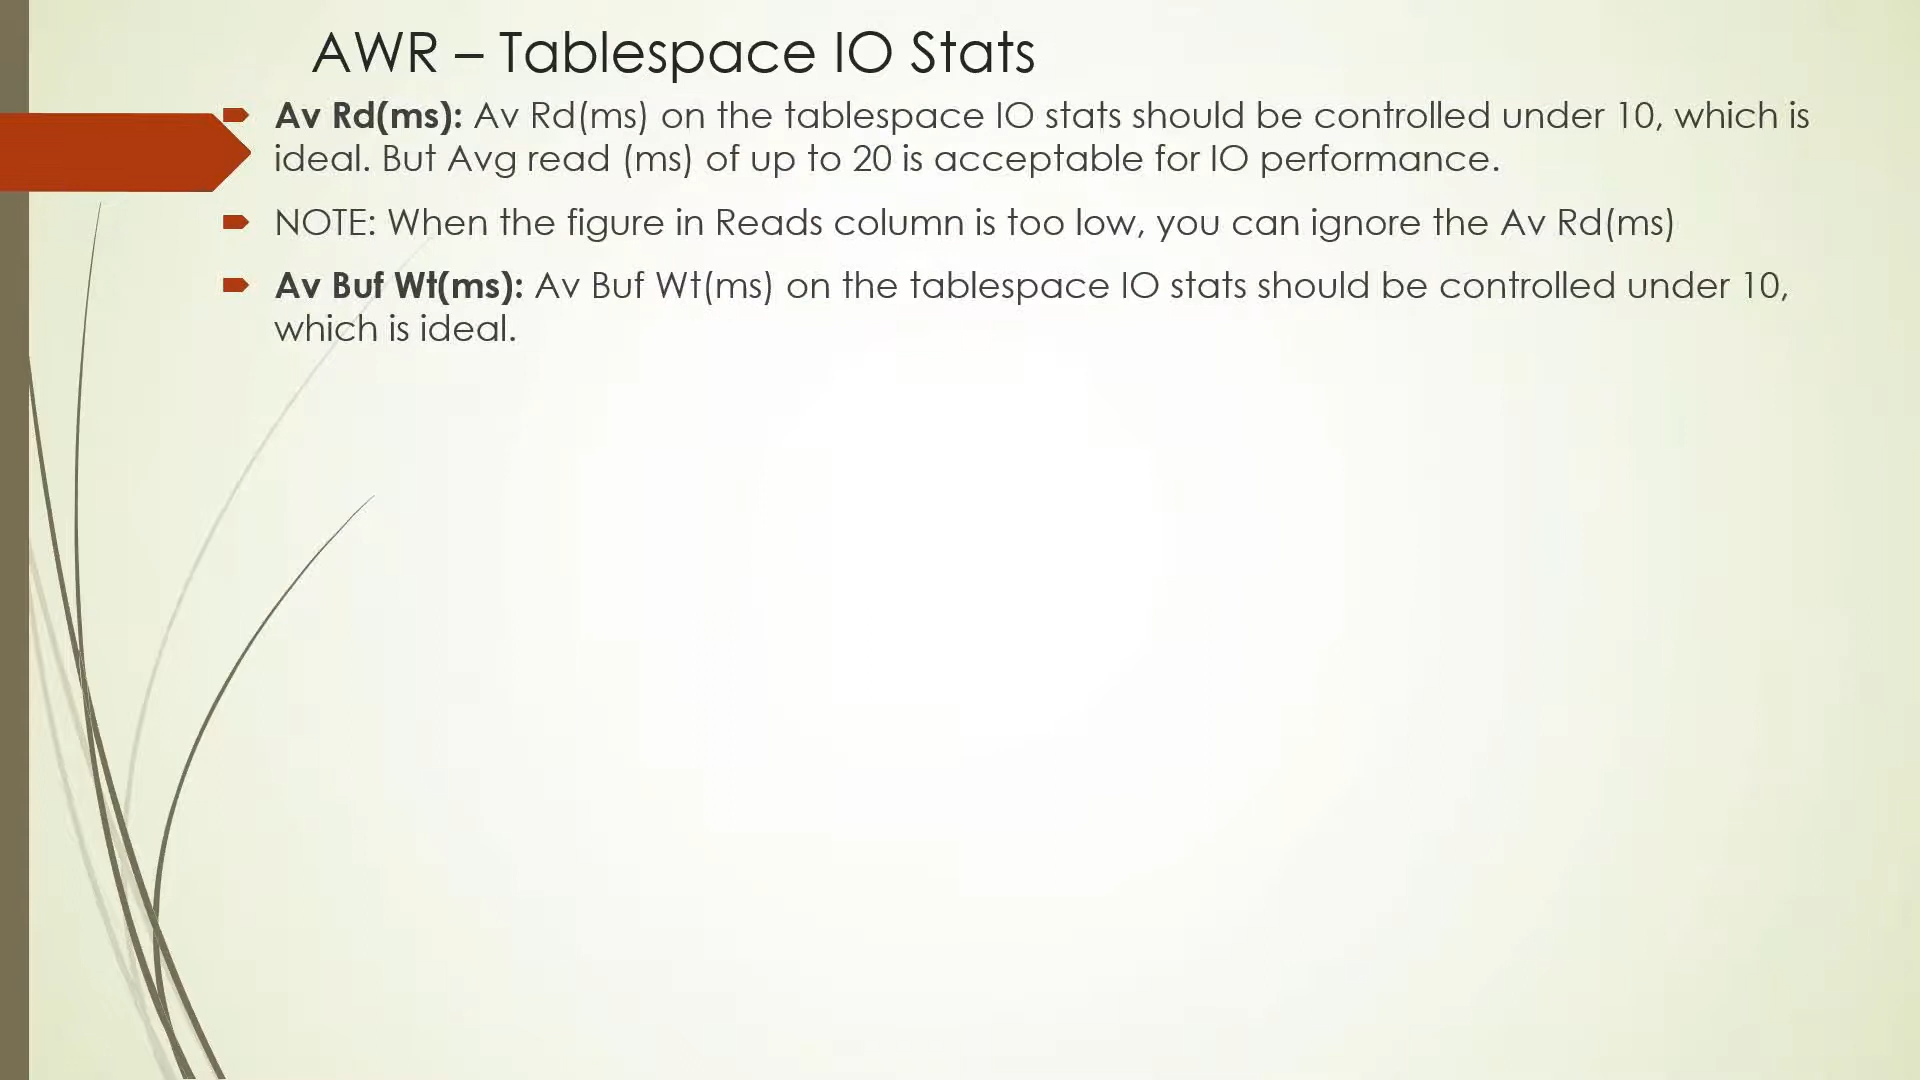 AWR – Tablespace IO Stats
Av Rd(ms): Av Rd(ms) on the tablespace IO stats should be controlled under 10, which is
ideal. But Avg read (ms) of up to 20 is acceptable for IO performance.
NOTE: When the figure in Reads column is too low, you can ignore the Av Rd(ms)
Av Buf Wt(ms): Av Buf Wt(ms) on the tablespace IO stats should be controlled under 10,
which is ideal.